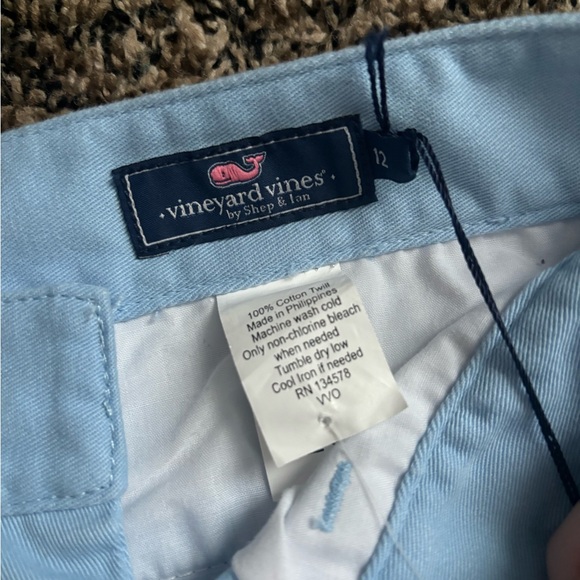 · vineyard vines® ·
by Shep & Ian
12
100% Cotton Twill
Made in Philippines
Machine wash cold
Only non-chlorine bleach
when needed
Tumble dry low
Cool Iron if needed
RN 134578
VVO